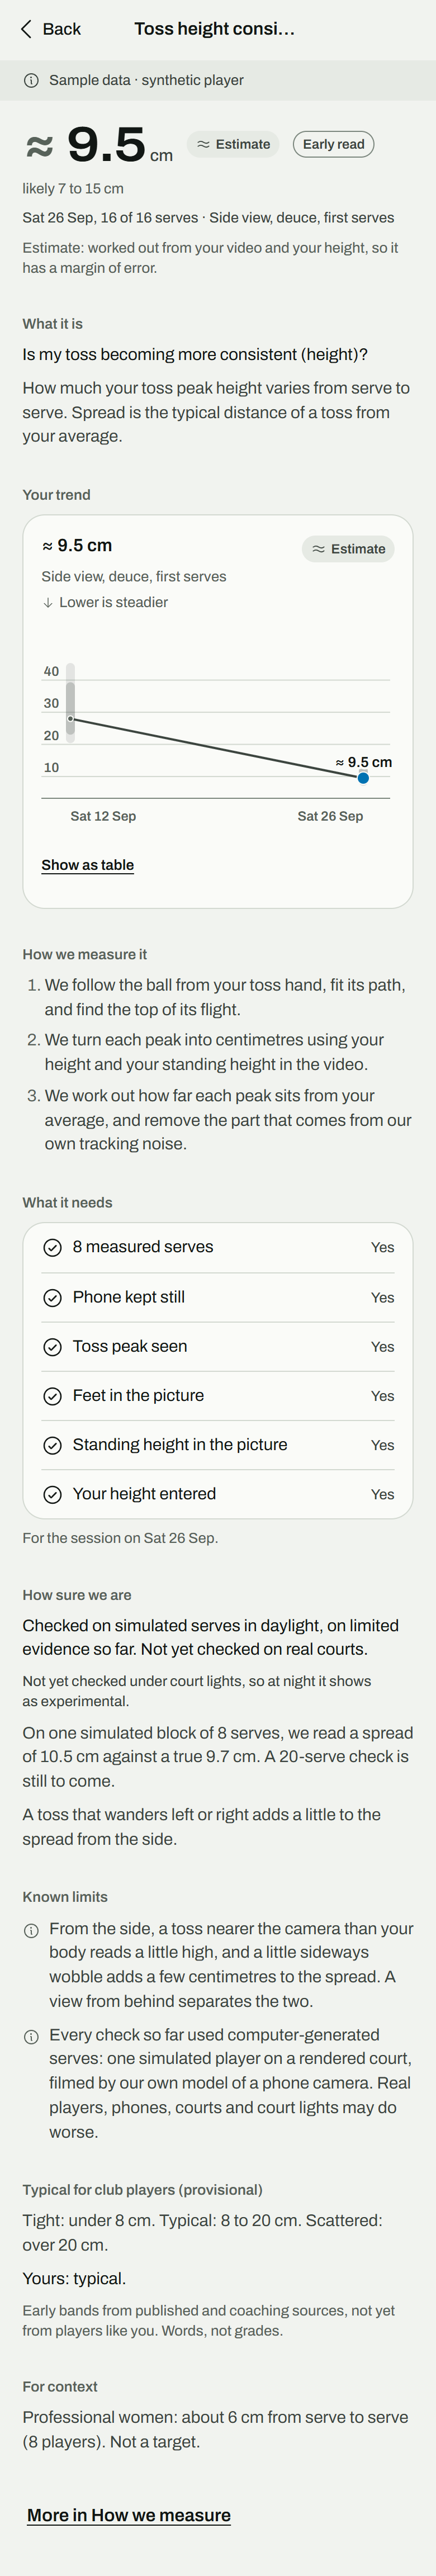 Back
Toss height consi...
Sample data · synthetic player
≈ 9.5 cm
≈ Estimate
Early read
likely 7 to 15 cm
Sat 26 Sep, 16 of 16 serves · Side view, deuce, first serves
Estimate: worked out from your video and your height, so it
has a margin of error.
What it is
Is my toss becoming more consistent (height)?
How much your toss peak height varies from serve to
serve. Spread is the typical distance of a toss from
your average.
Your trend
≈ 9.5 cm
≈ Estimate
Side view, deuce, first serves
↓ Lower is steadier
40
30
20
10
≈ 9.5 cm
Sat 12 Sep
Sat 26 Sep
Show as table
How we measure it
1. We follow the ball from your toss hand, fit its path,
and find the top of its flight.
2. We turn each peak into centimetres using your
height and your standing height in the video.
3. We work out how far each peak sits from your
average, and remove the part that comes from our
own tracking noise.
What it needs
8 measured serves Yes
Phone kept still Yes
Toss peak seen Yes
Feet in the picture Yes
Standing height in the picture Yes
Your height entered Yes
For the session on Sat 26 Sep.
How sure we are
Checked on simulated serves in daylight, on limited
evidence so far. Not yet checked on real courts.
Not yet checked under court lights, so at night it shows
as experimental.
On one simulated block of 8 serves, we read a spread
of 10.5 cm against a true 9.7 cm. A 20-serve check is
still to come.
A toss that wanders left or right adds a little to the
spread from the side.
Known limits
From the side, a toss nearer the camera than your
body reads a little high, and a little sideways
wobble adds a few centimetres to the spread. A
view from behind separates the two.
Every check so far used computer-generated
serves: one simulated player on a rendered court,
filmed by our own model of a phone camera. Real
players, phones, courts and court lights may do
worse.
Typical for club players (provisional)
Tight: under 8 cm. Typical: 8 to 20 cm. Scattered:
over 20 cm.
Yours: typical.
Early bands from published and coaching sources, not yet
from players like you. Words, not grades.
For context
Professional women: about 6 cm from serve to serve
(8 players). Not a target.
More in How we measure